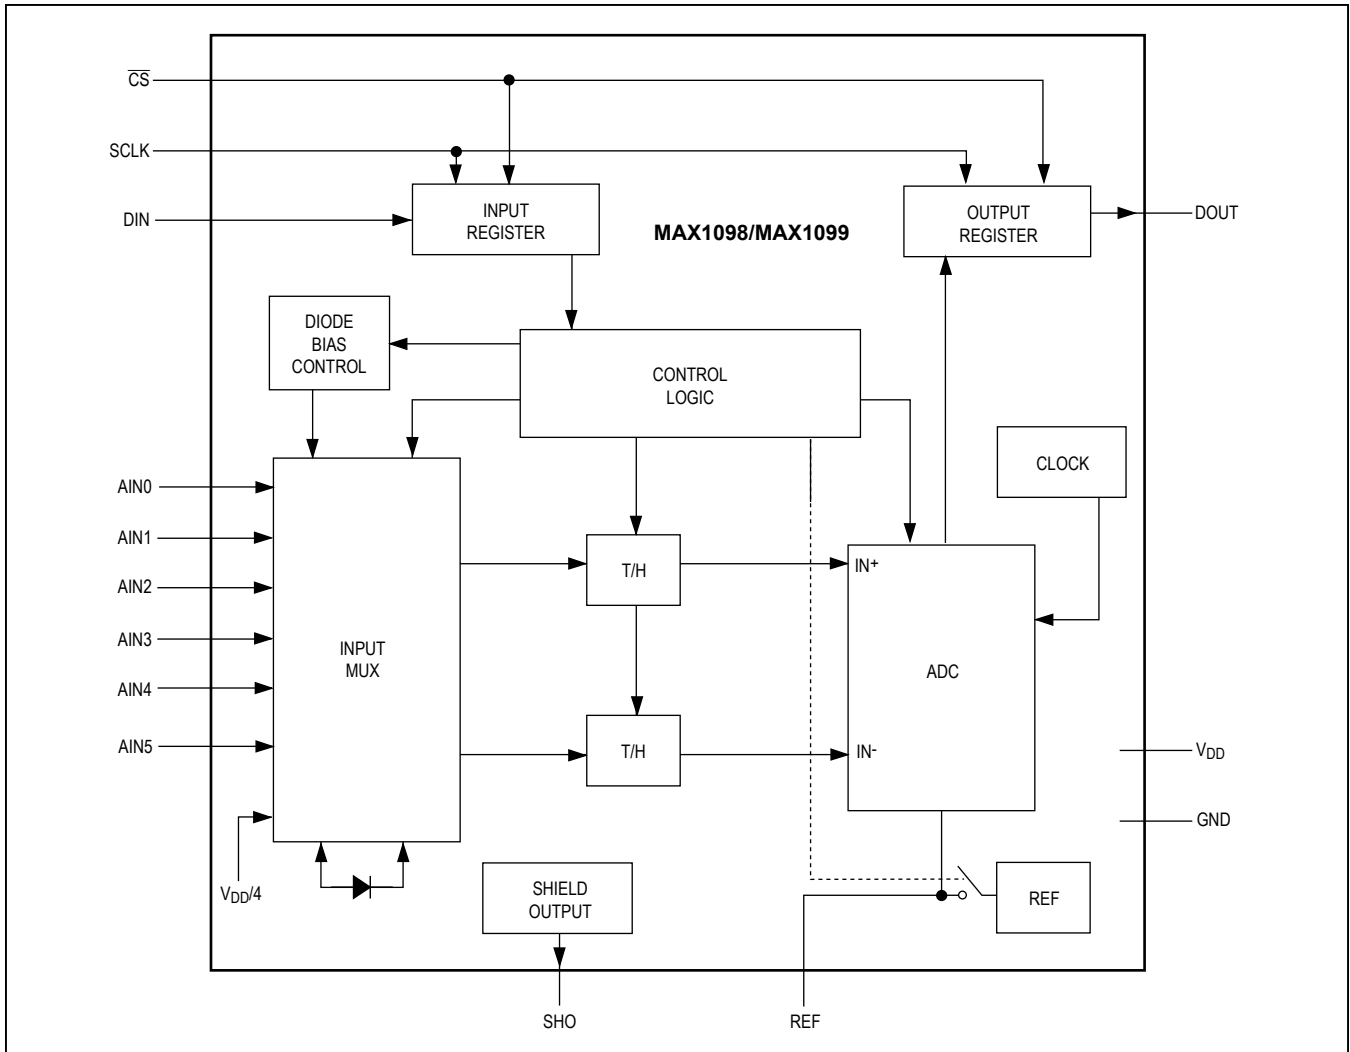 CS
SCLK
DIN
INPUT
REGISTER
MAX1098/MAX1099
OUTPUT
REGISTER
DOUT
DIODE
BIAS
CONTROL
CONTROL
LOGIC
CLOCK
AIN0
AIN1
AIN2
AIN3
AIN4
AIN5
INPUT
MUX
T/H
T/H
IN+
IN-
ADC
VDD
GND
VDD/4
SHIELD
OUTPUT
REF
SHO
REF